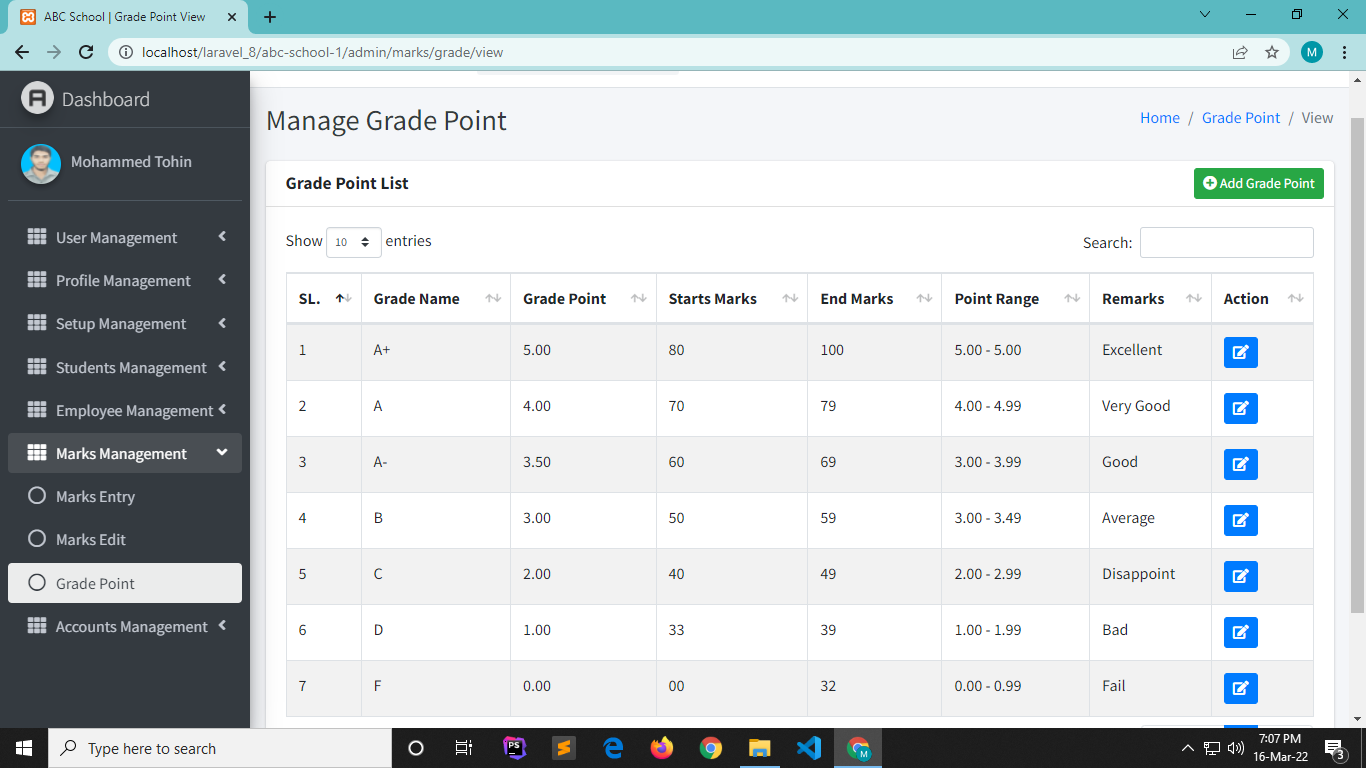 ABC School | Grade Point View
localhost/laravel_8/abc-school-1/admin/marks/grade/view
M
Dashboard
Mohammed Tohin
User Management
Profile Management
Setup Management
Students Management
Employee Management
Marks Management
Marks Entry
Marks Edit
Grade Point
Accounts Management
Manage Grade Point
Home / Grade Point / View
Grade Point List
Add Grade Point
Show 10 entries
Search:
SL. Grade Name Grade Point Starts Marks End Marks Point Range Remarks Action
1 A+ 5.00 80 100 5.00 - 5.00 Excellent
2 A 4.00 70 79 4.00 - 4.99 Very Good
3 A- 3.50 60 69 3.00 - 3.99 Good
4 B 3.00 50 59 3.00 - 3.49 Average
5 C 2.00 40 49 2.00 - 2.99 Disappoint
6 D 1.00 33 39 1.00 - 1.99 Bad
7 F 0.00 00 32 0.00 - 0.99 Fail
Type here to search
PS
M
7:07 PM
16-Mar-22
3